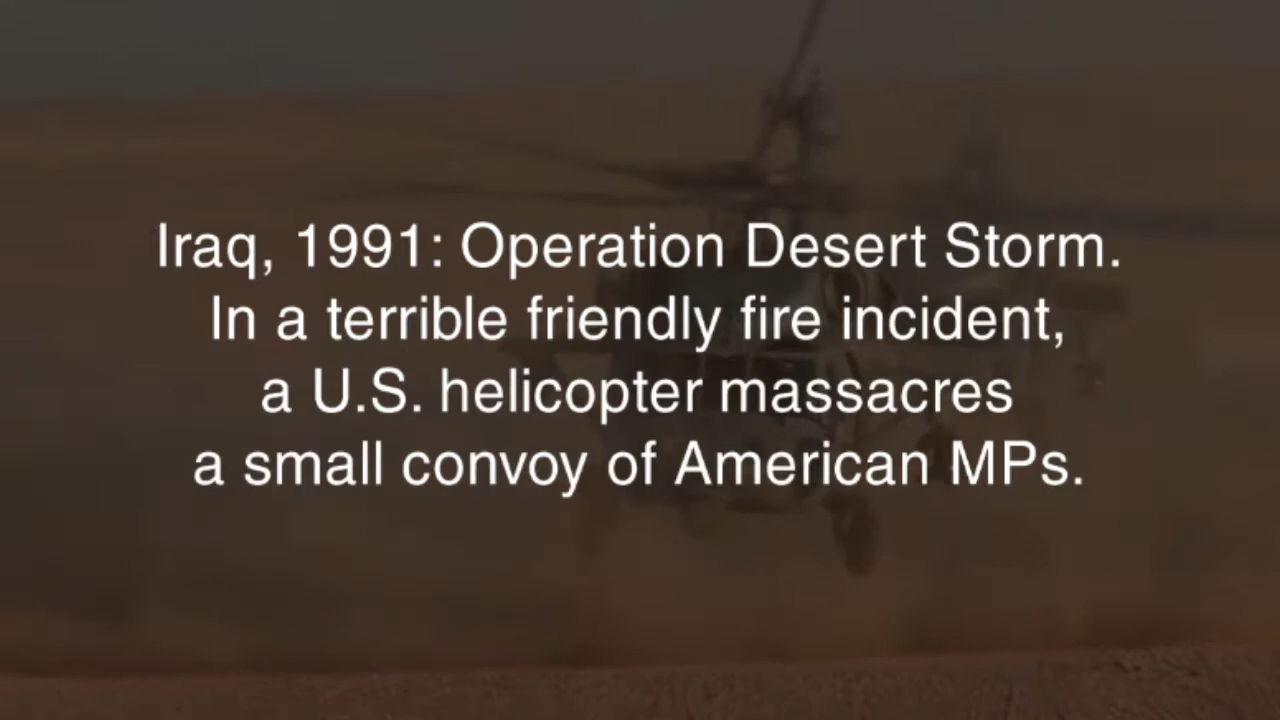 Iraq, 1991: Operation Desert Storm.
In a terrible friendly fire incident,
a U.S. helicopter massacres
a small convoy of American MPs.